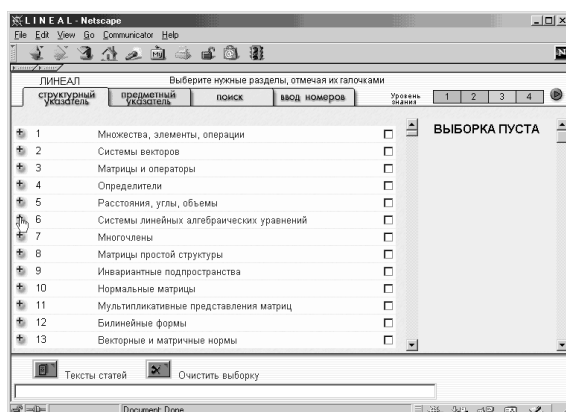 LINEAL - Netscape
File Edit View Go Communicator Help
N
ЛИНЕАЛ Выберите нужные разделы, отмечая их галочками
структурный указатель предметный указатель поиск ввод номеров Уровень знания 1 2 3 4
ВЫБОРКА ПУСТА
1 Множества, элементы, операции
2 Системы векторов
3 Матрицы и операторы
4 Определители
5 Расстояния, углы, объемы
6 Системы линейных алгебраических уравнений
7 Многочлены
8 Матрицы простой структуры
9 Инвариантные подпространства
10 Нормальные матрицы
11 Мультипликативные представления матриц
12 Билинейные формы
13 Векторные и матричные нормы
Тексты статей Очистить выборку
Document: Done